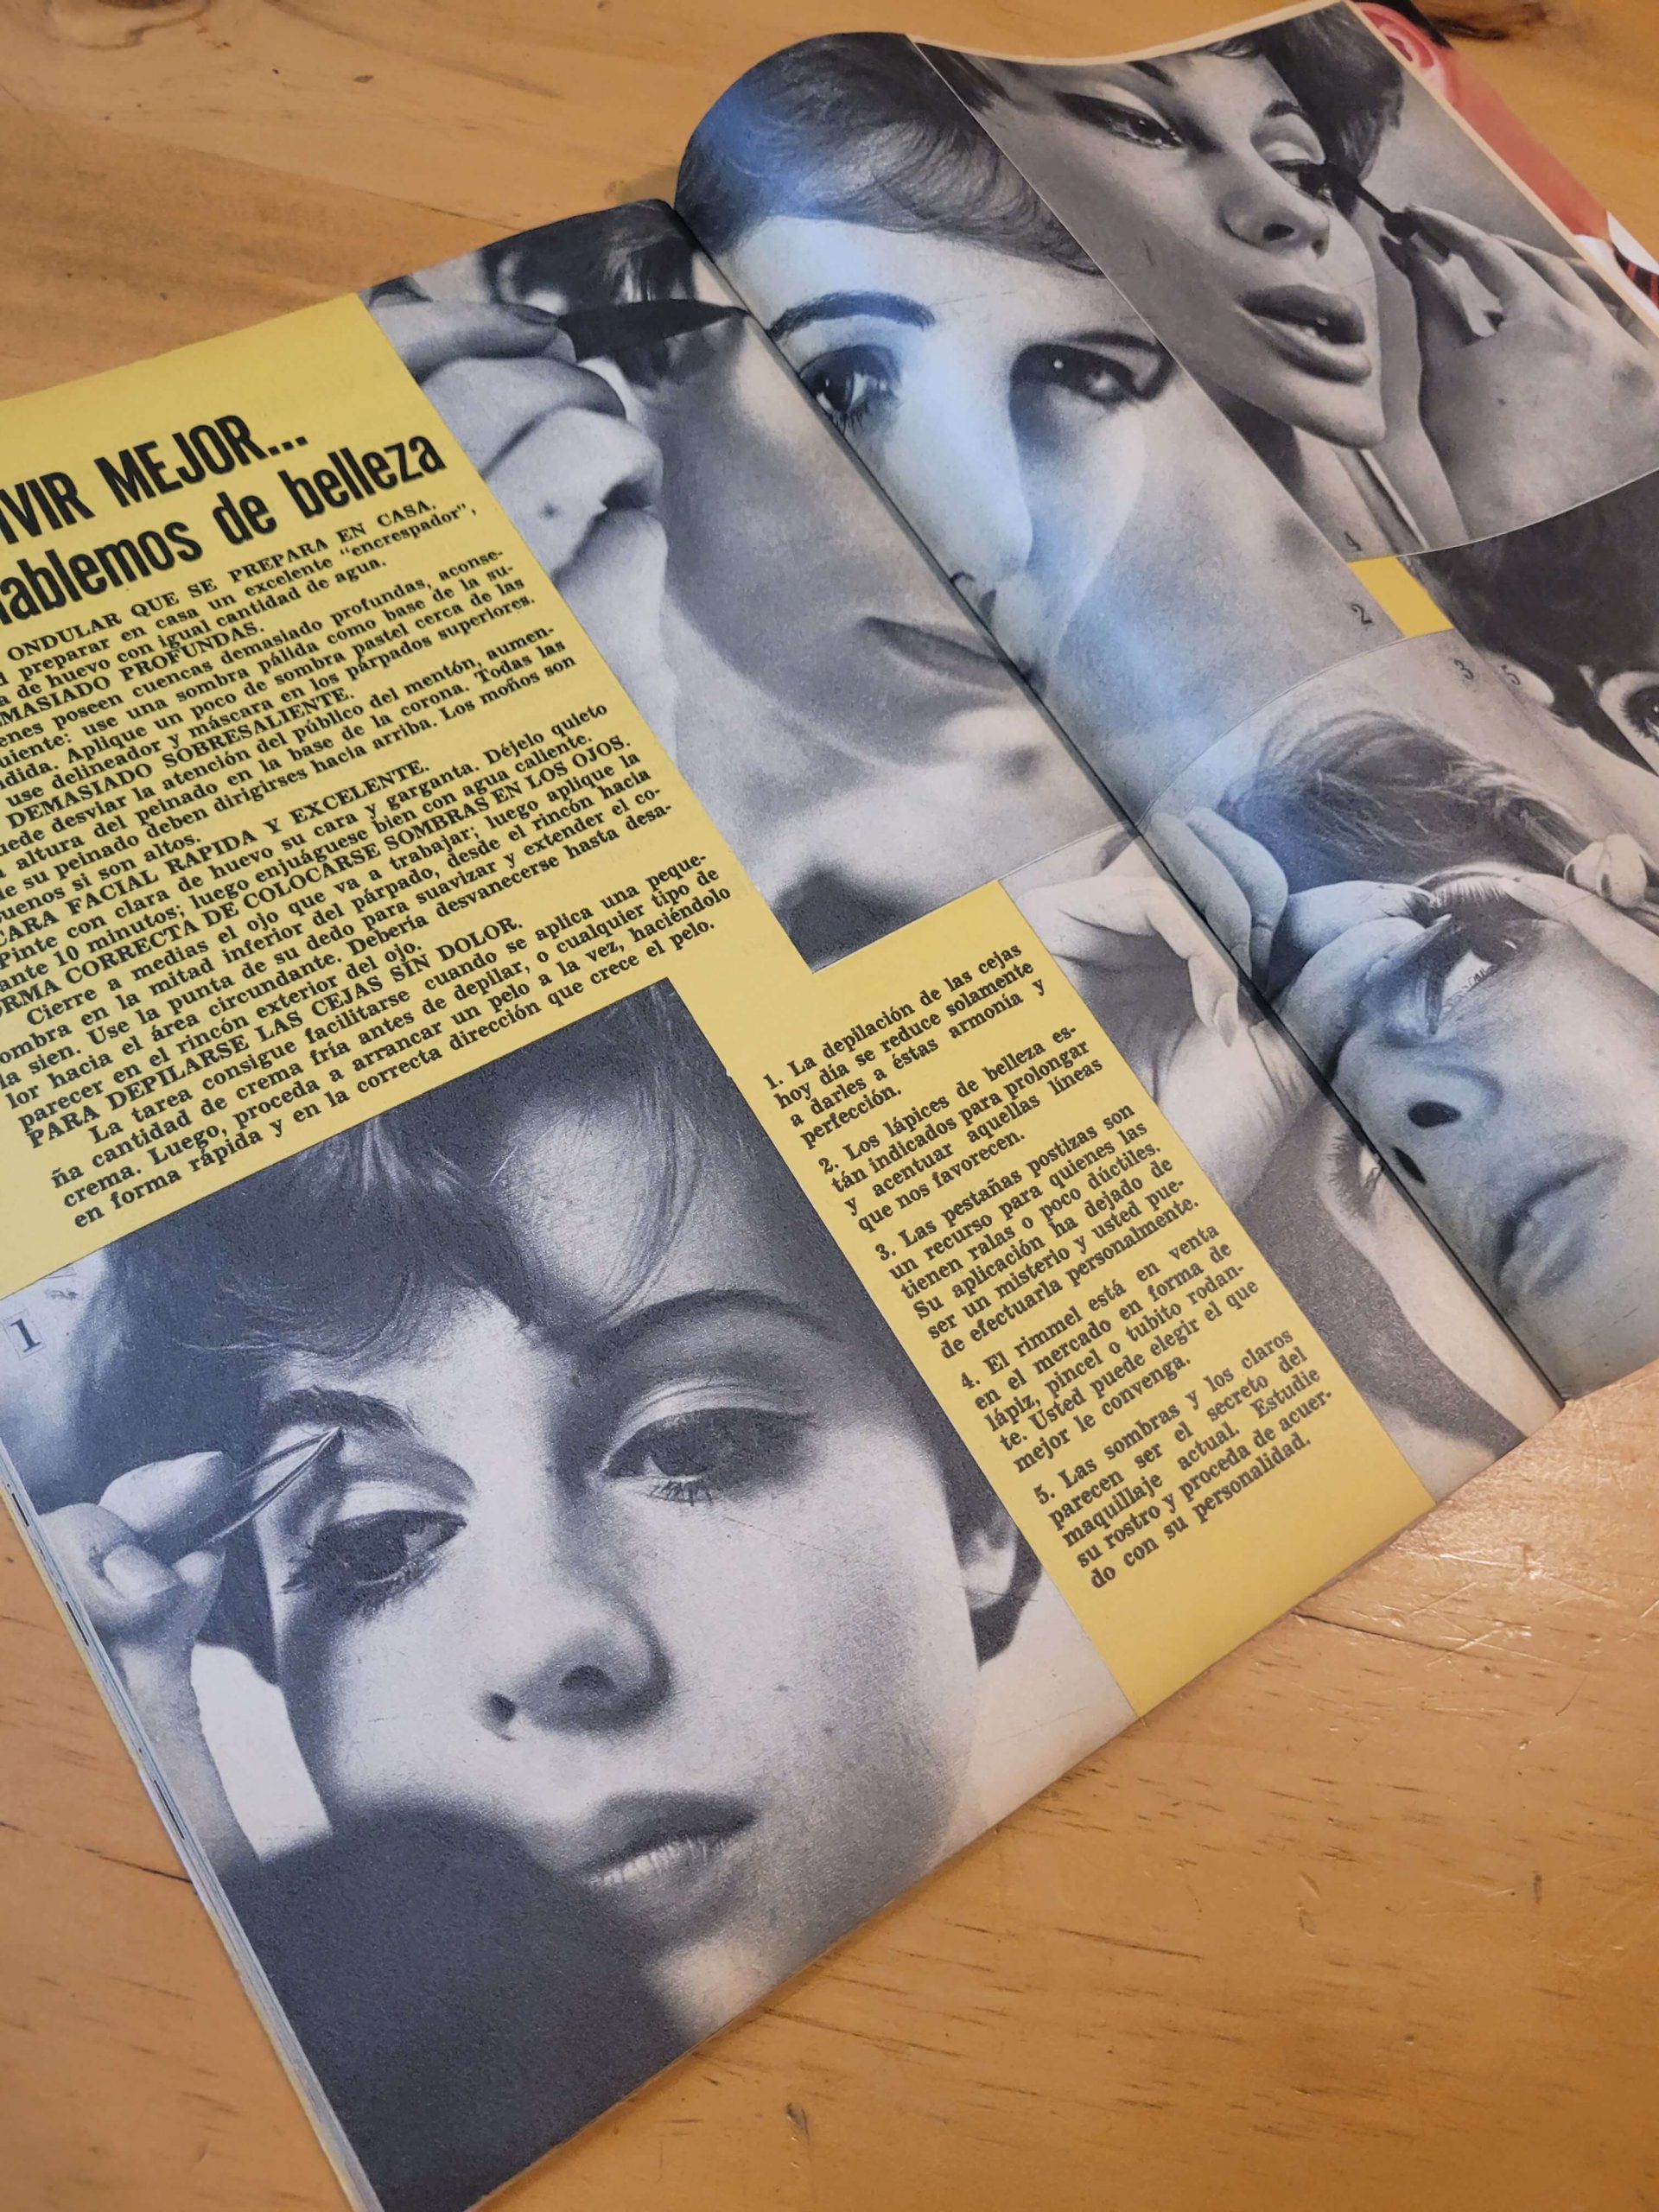 VIVIR MEJOR...
Hablemos de belleza
ONDULAR QUE SE PREPARA EN CASA.
preparar en casa un excelente "encrespador",
de huevo con igual cantidad de agua.
DEMASIADO PROFUNDAS.
poseen cuencas demasiado profundas, aconse-
use una sombra pálida como base de la su-
Aplique un poco de sombra pastel cerca de las
use delineador y máscara en los párpados superiores.
DEMASIADO SOBRESALIENTE.
desviar la atención del público del mentón, aumen-
altura del peinado en la base de la corona. Todas las
de su peinado deben dirigirses hacia arriba. Los moños son
buenos si son altos.
FACIAL RAPIDA Y EXCELENTE.
Pinte con clara de huevo su cara y garganta. Déjelo quieto
10 minutos; luego enjuáguese bien con agua caliente.
CORRECTA DE COLOCARSE SOMBRAS EN LOS OJOS.
Cierre a medias el ojo que va a trabajar; luego aplique la
sombra en la mitad inferior del párpado, desde el rincón hacia
la sien. Use la punta de su dedo para suavizar y extender el co-
lor hacia el área circundante. Debería desvanecerse hasta desa-
parecer en el rincón exterior del ojo.
PARA DEPILARSE LAS CEJAS SIN DOLOR.
La tarea consigue facilitarse cuando se aplica una peque-
ña cantidad de crema fría antes de depilar, o cualquier tipo de
crema. Luego, proceda a arrancar un pelo a la vez, haciéndolo
en forma rápida y en la correcta dirección que crece el pelo.
1
1. La depilación de las cejas
hoy día se reduce solamente
a darles a éstas armonía y
perfección.
2. Los lápices de belleza es-
tán indicados para prolongar
y acentuar aquellas líneas
que nos favorecen.
3. Las pestañas postizas son
un recurso para quienes las
tienen ralas o poco dúctiles.
Su aplicación ha dejado de
ser un misterio y usted pue-
de efectuarla personalmente.
4. El rimmel está en venta
en el mercado en forma de
lápiz, pincel o tubito rodan-
te. Usted puede elegir el que
mejor le convenga.
5. Las sombras y los claros
parecen ser el secreto del
maquillaje actual. Estudie
su rostro y proceda de acuer-
do con su personalidad.
4
2
3
5